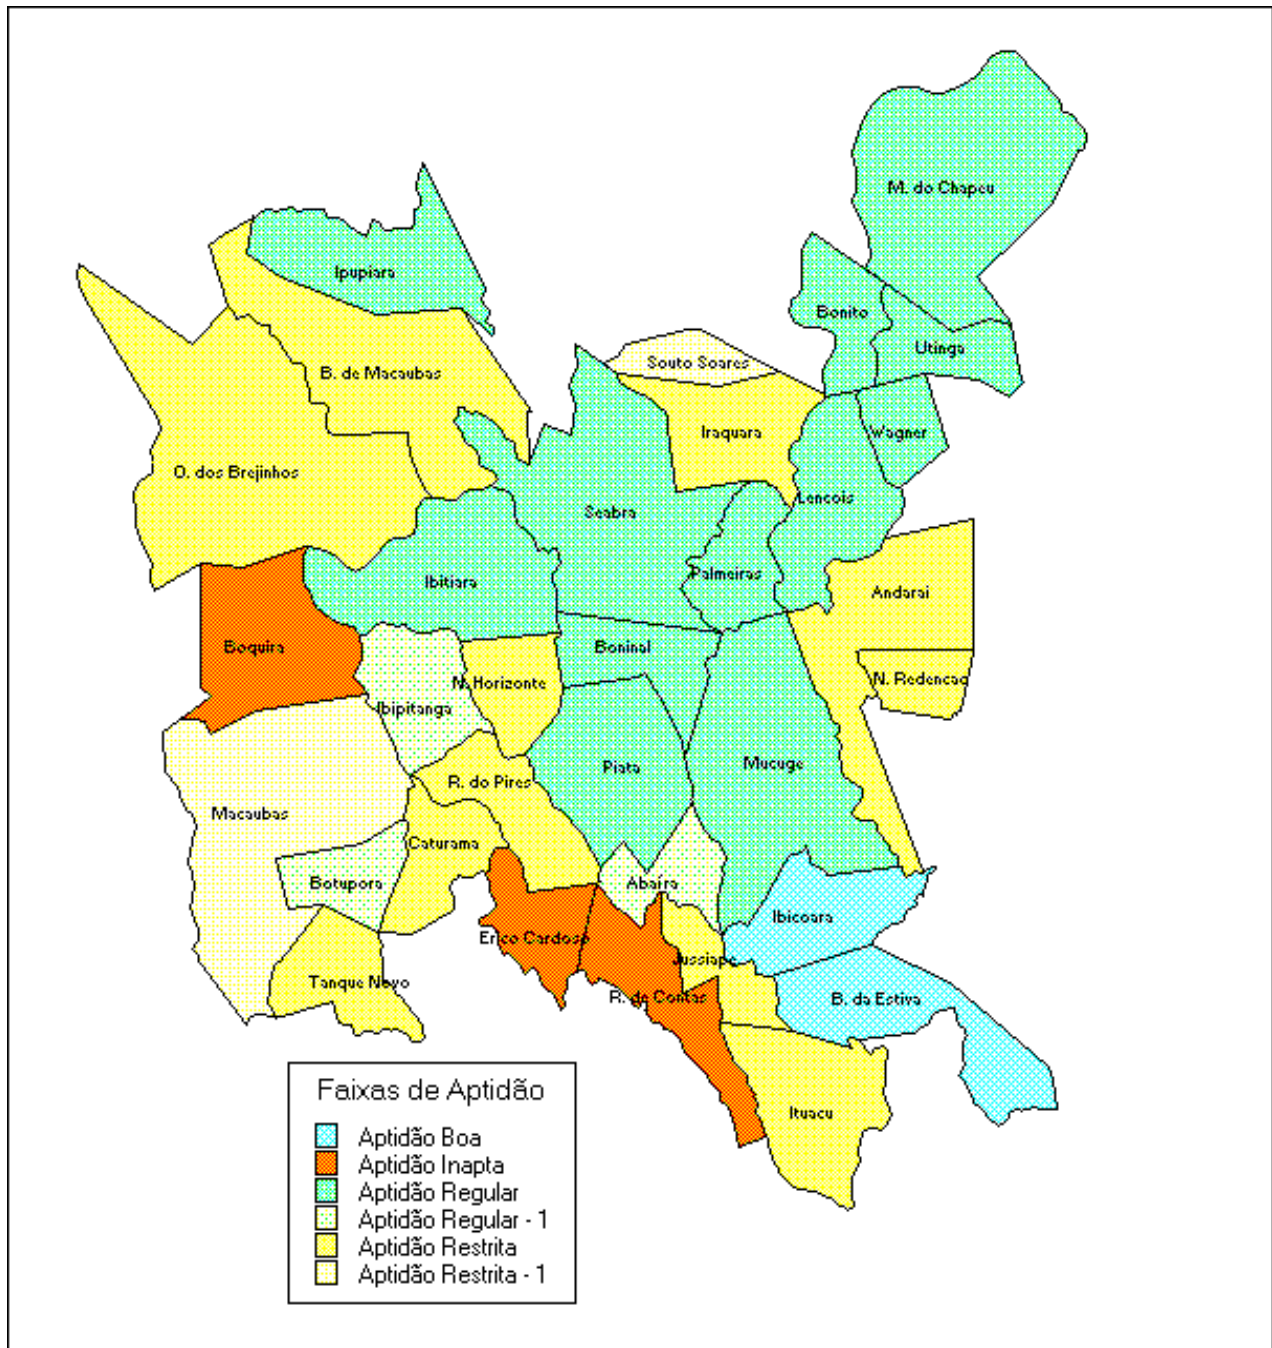 M. do Chapeu
Ipupiara
Bonito
Utinga
Souto Soares
B. de Macaubas
Iraquara
Wagner
O. dos Brejinhos
Lencois
Seabra
Palmeiras
Ibitiara
Andarai
Boquira
Boninal
N. Horizonte
N. Redencao
Ibipitanga
Piata
Mucuge
R. do Pires
Macaubas
Caturama
Botupora
Abaíra
Ibicoara
Erico Cardoso
Jussiape
Tanque Novo
R. de Contas
B. da Estiva
Ituacu
Faixas de Aptidão
Aptidão Boa
Aptidão Inapta
Aptidão Regular
Aptidão Regular - 1
Aptidão Restrita
Aptidão Restrita - 1